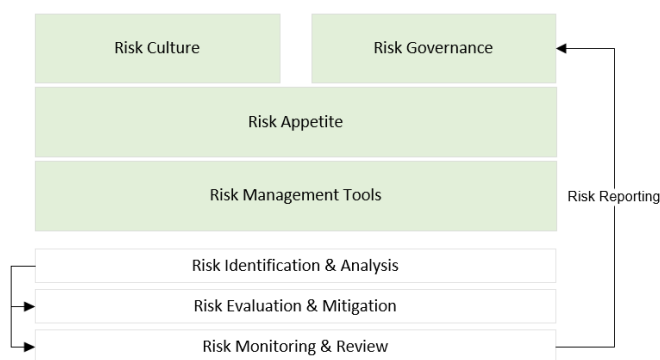 Risk Culture
Risk Governance
Risk Appetite
Risk Management Tools
Risk Reporting
Risk Identification & Analysis
Risk Evaluation & Mitigation
Risk Monitoring & Review